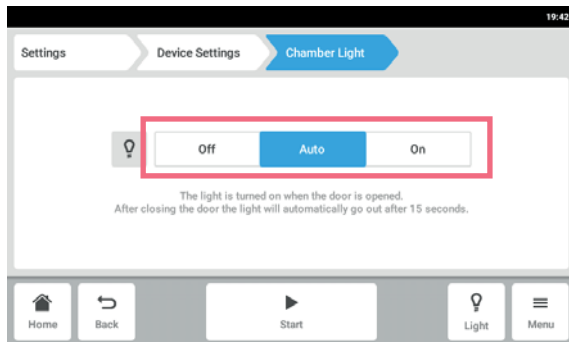 19:42
Settings
Device Settings
Chamber Light
Off
Auto
On
The light is turned on when the door is opened.
After closing the door the light will automatically go out after 15 seconds.
Home
Back
Start
Light
Menu